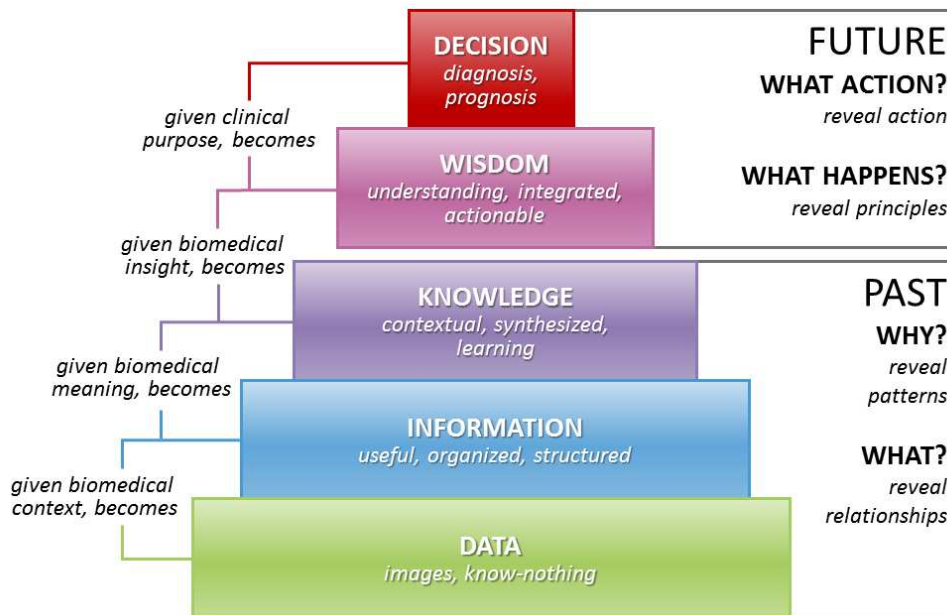 DECISION
diagnosis,
prognosis
FUTURE
WHAT ACTION?
reveal action
given clinical
purpose, becomes
WISDOM
understanding, integrated,
actionable
WHAT HAPPENS?
reveal principles
given biomedical
insight, becomes
KNOWLEDGE
contextual, synthesized,
learning
PAST
WHY?
reveal
patterns
given biomedical
meaning, becomes
INFORMATION
useful, organized, structured
WHAT?
reveal
relationships
given biomedical
context, becomes
DATA
images, know-nothing